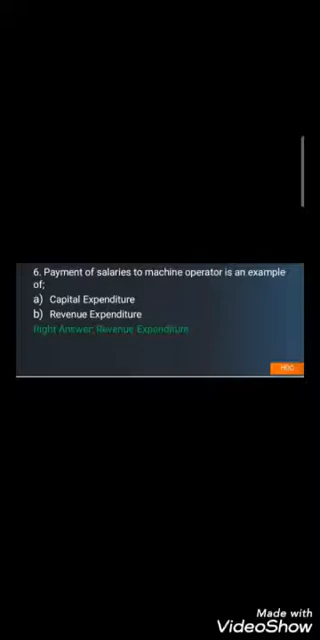 6. Payment of salaries to machine operator is an example
of;
a) Capital Expenditure
b) Revenue Expenditure
Right Answer; Revenue Expenditure
HDC
Made with
VideoShow